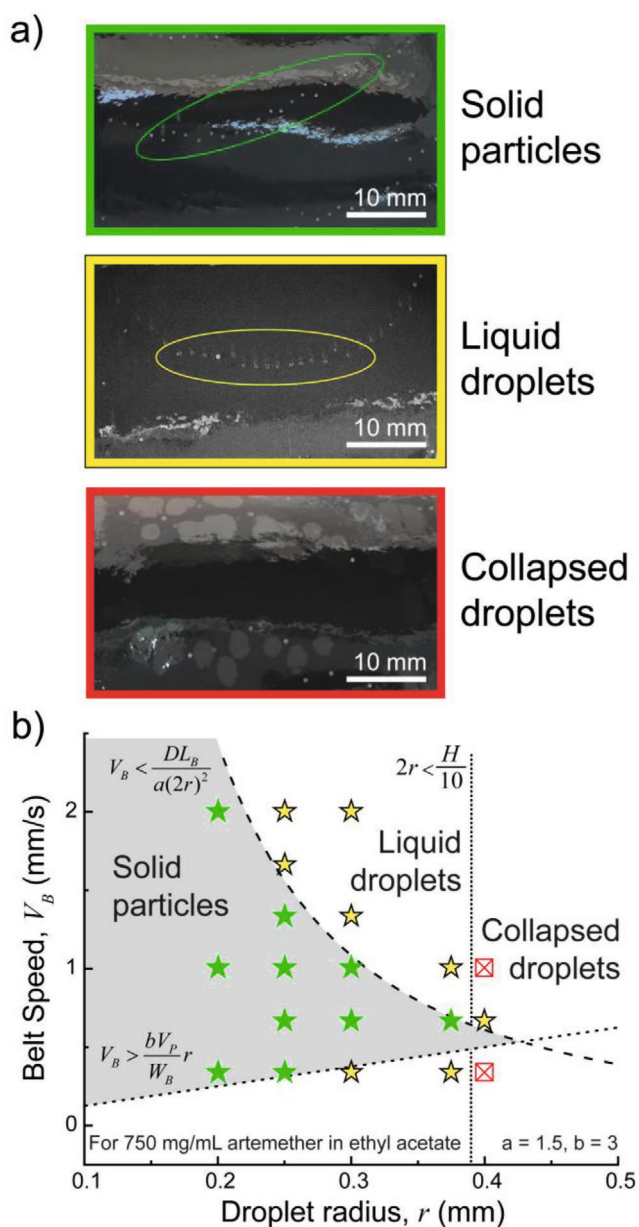 a)
Solid
particles
10 mm
Liquid
droplets
10 mm
Collapsed
droplets
10 mm
b)
V_B < DL_B / a(2r)^2
2r < H/10
2
Liquid
droplets
Solid
particles
Collapsed
droplets
1
V_B > bV_P / W_B r
0
For 750 mg/mL artemether in ethyl acetate
a = 1.5, b = 3
0.1 0.2 0.3 0.4 0.5
Droplet radius, r (mm)
Belt Speed, V_B (mm/s)